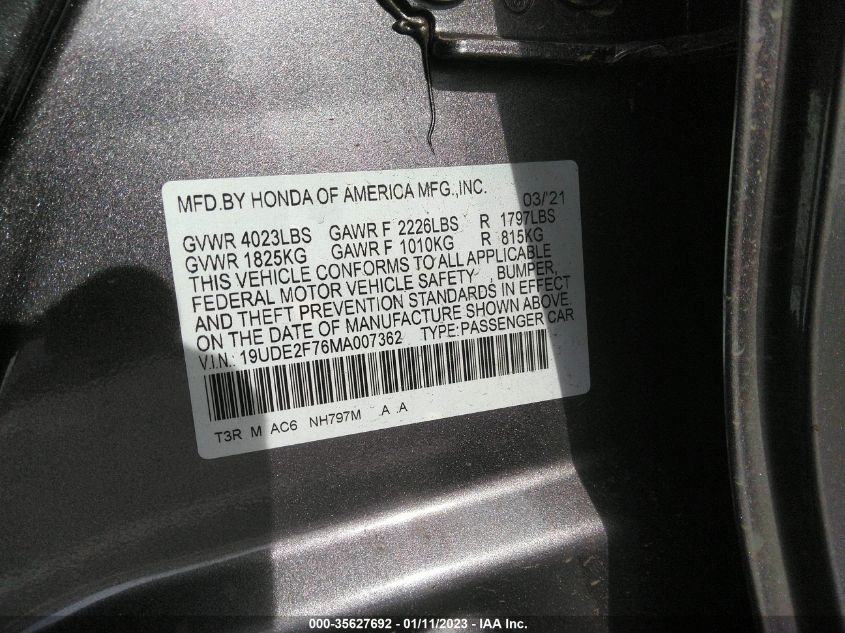 MFD.BY HONDA OF AMERICA MFG.,INC. 03/'21
GVWR 4023LBS GAWR F 2226LBS R 1797LBS
GVWR 1825KG GAWR F 1010KG R 815KG
THIS VEHICLE CONFORMS TO ALL APPLICABLE
FEDERAL MOTOR VEHICLE SAFETY , BUMPER,
AND THEFT PREVENTION STANDARDS IN EFFECT
ON THE DATE OF MANUFACTURE SHOWN ABOVE.
V.I.N.: 19UDE2F76MA007362 TYPE:PASSENGER CAR
T3R M AC6 NH797M A .A
000-35627692 - 01/11/2023 - IAA Inc.